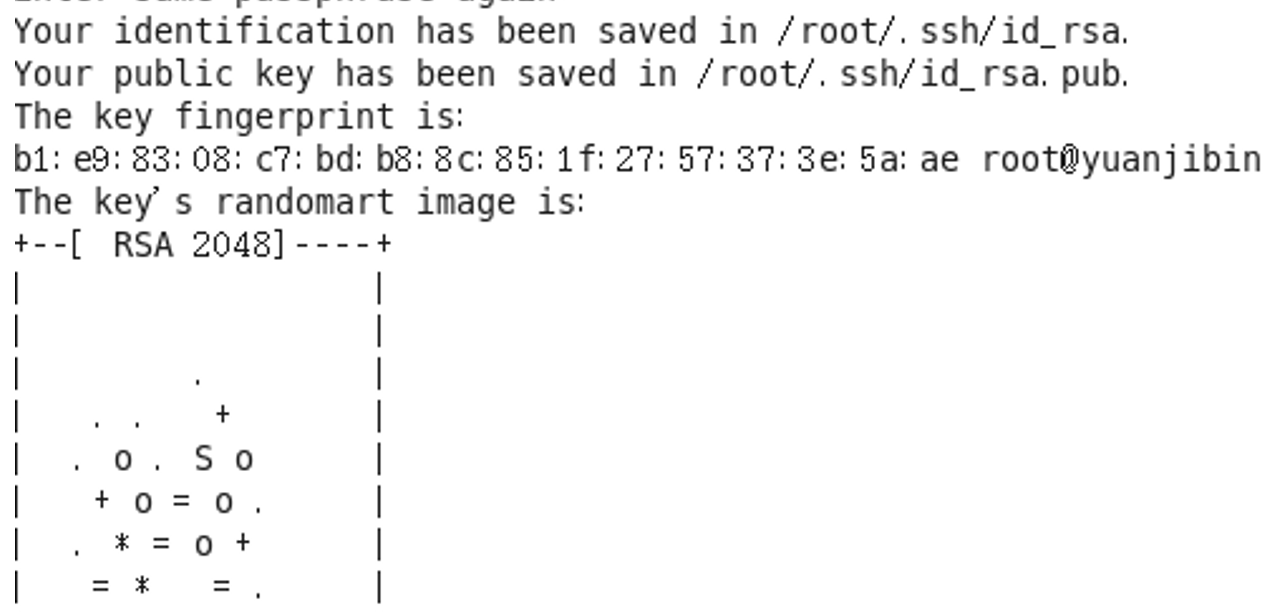 Your identification has been saved in /root/.ssh/id_rsa.
Your public key has been saved in /root/.ssh/id_rsa.pub.
The key fingerprint is:
b1:e9:83:08:c7:bd:b8:8c:85:1f:27:57:37:3e:5a:ae root@yuanjibin
The key's randomart image is:
+--[ RSA 2048]----+
|                 |
|                 |
|        .        |
|   . .   +       |
|  . o . S o      |
|   + o = o .     |
|  . * = o +      |
|   = *   = .     |